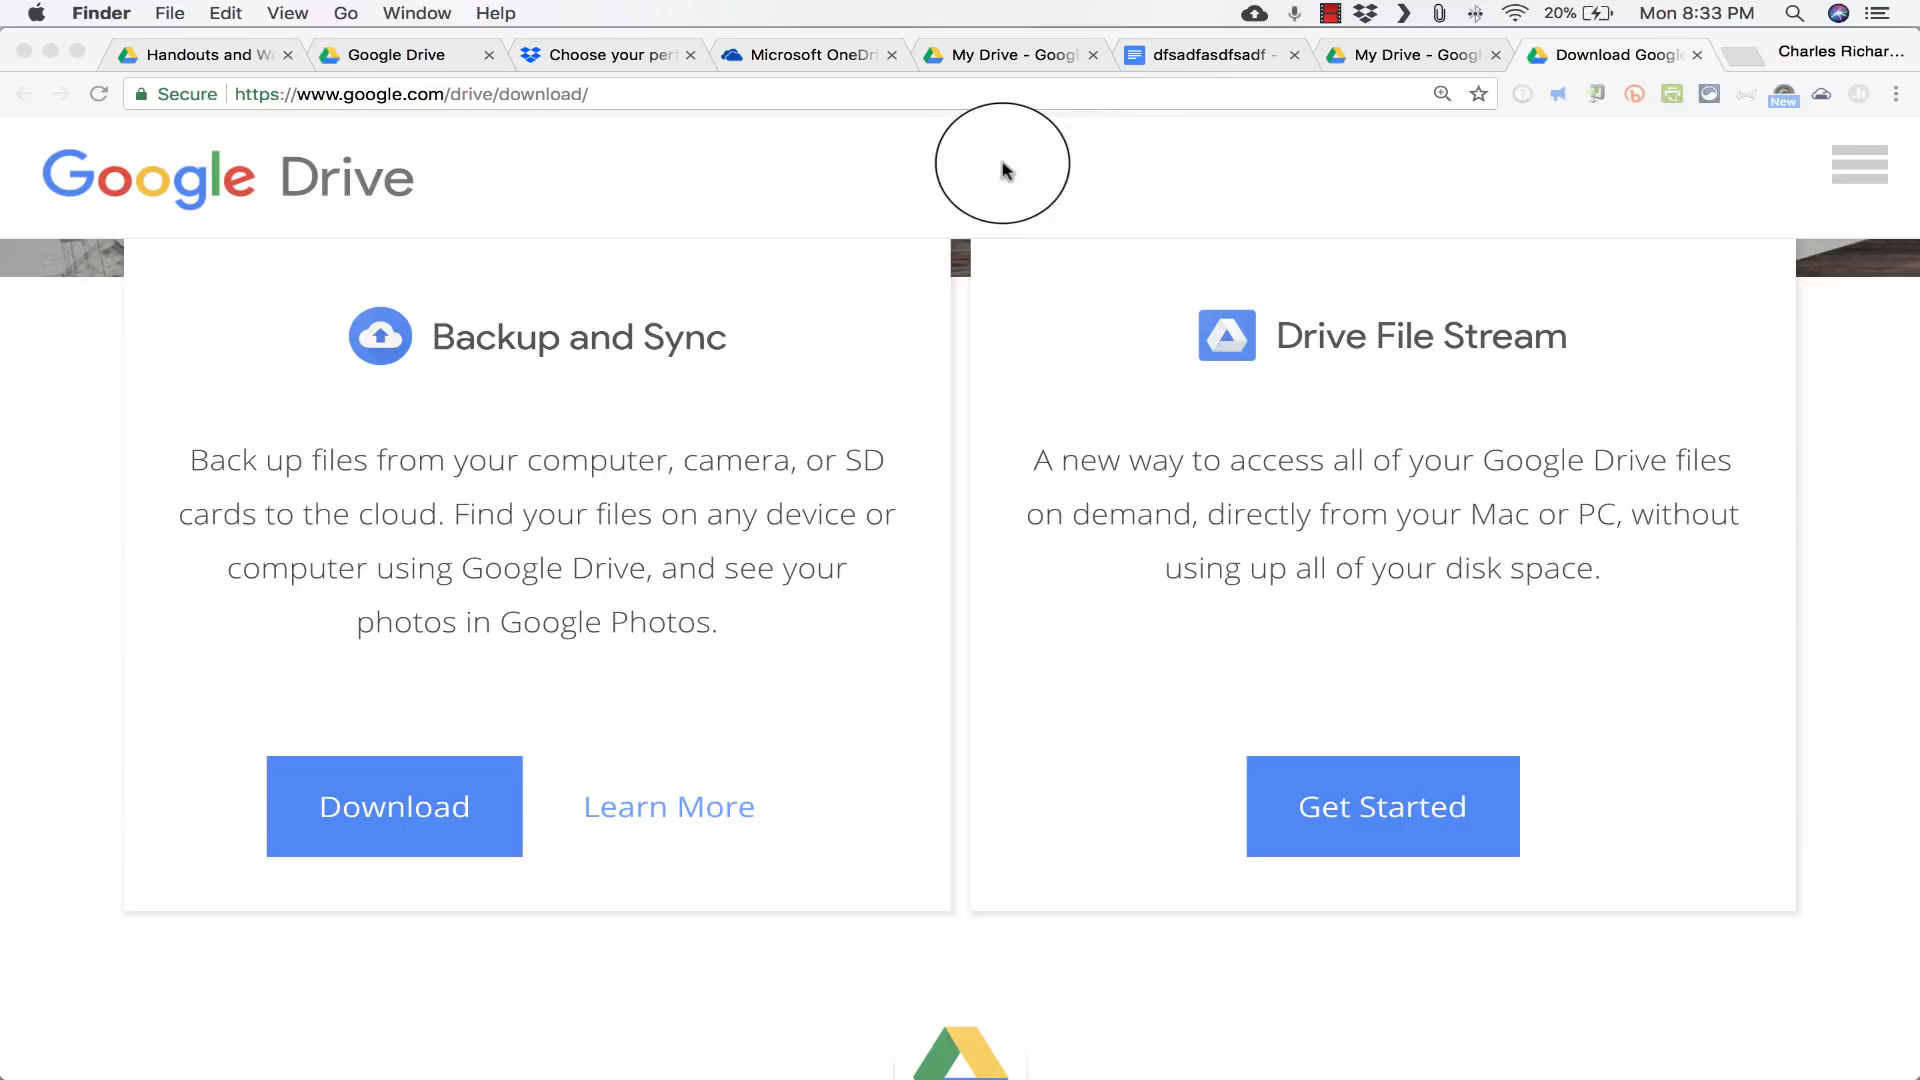 Finder File Edit View Go Window Help 20% Mon 8:33 PM
Handouts and Wo Google Drive Choose your per Microsoft OneDri My Drive - Googl dfsadfasdfsadf - My Drive - Googl Download Google Charles Richar...
Secure https://www.google.com/drive/download/
New
Google Drive
Backup and Sync
Back up files from your computer, camera, or SD
cards to the cloud. Find your files on any device or
computer using Google Drive, and see your
photos in Google Photos.
Download Learn More
Drive File Stream
A new way to access all of your Google Drive files
on demand, directly from your Mac or PC, without
using up all of your disk space.
Get Started